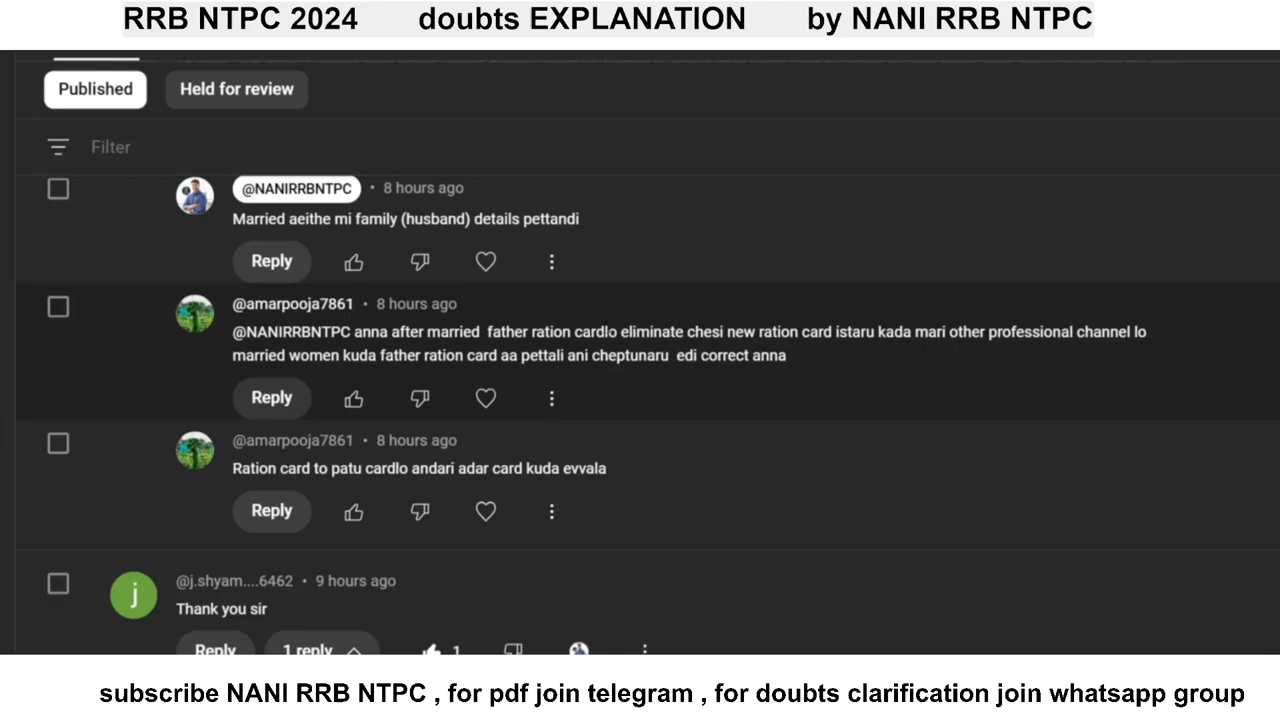 RRB NTPC 2024 doubts EXPLANATION by NANI RRB NTPC
Published Held for review
Filter
@NANIRRBNTPC • 8 hours ago
Married aeithe mi family (husband) details pettandi
Reply
@amarpooja7861 • 8 hours ago
@NANIRRBNTPC anna after married father ration cardlo eliminate chesi new ration card istaru kada mari other professional channel lo
married women kuda father ration card aa pettali ani cheptunaru edi correct anna
Reply
@amarpooja7861 • 8 hours ago
Ration card to patu cardlo andari adar card kuda evvala
Reply
@j.shyam....6462 • 9 hours ago
j
Thank you sir
Reply 1 reply 1
subscribe NANI RRB NTPC , for pdf join telegram , for doubts clarification join whatsapp group